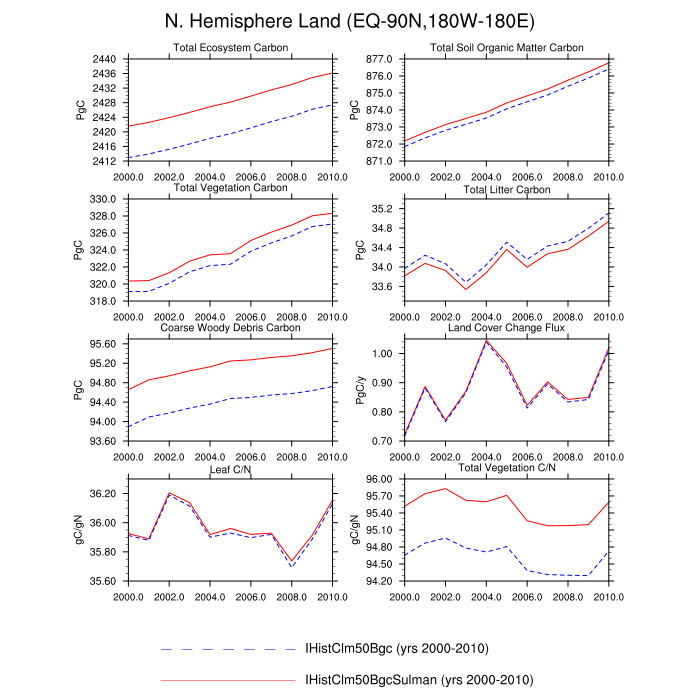 N. Hemisphere Land (EQ-90N,180W-180E)
Total Ecosystem Carbon
Total Soil Organic Matter Carbon
2440
2436
2432
2428
2424
2420
2416
2412
PgC
2000.0 2002.0 2004.0 2006.0 2008.0 2010.0
877.0
876.0
875.0
874.0
873.0
872.0
871.0
PgC
2000.0 2002.0 2004.0 2006.0 2008.0 2010.0
Total Vegetation Carbon
Total Litter Carbon
330.0
328.0
326.0
324.0
322.0
320.0
318.0
PgC
2000.0 2002.0 2004.0 2006.0 2008.0 2010.0
35.2
34.8
34.4
34.0
33.6
PgC
2000.0 2002.0 2004.0 2006.0 2008.0 2010.0
Coarse Woody Debris Carbon
Land Cover Change Flux
95.60
95.20
94.80
94.40
94.00
93.60
PgC
2000.0 2002.0 2004.0 2006.0 2008.0 2010.0
1.00
0.90
0.80
0.70
PgC/y
2000.0 2002.0 2004.0 2006.0 2008.0 2010.0
Leaf C/N
Total Vegetation C/N
36.20
36.00
35.80
35.60
gC/gN
2000.0 2002.0 2004.0 2006.0 2008.0 2010.0
96.00
95.70
95.40
95.10
94.80
94.50
94.20
gC/gN
2000.0 2002.0 2004.0 2006.0 2008.0 2010.0
IHistClm50Bgc (yrs 2000-2010)
IHistClm50BgcSulman (yrs 2000-2010)